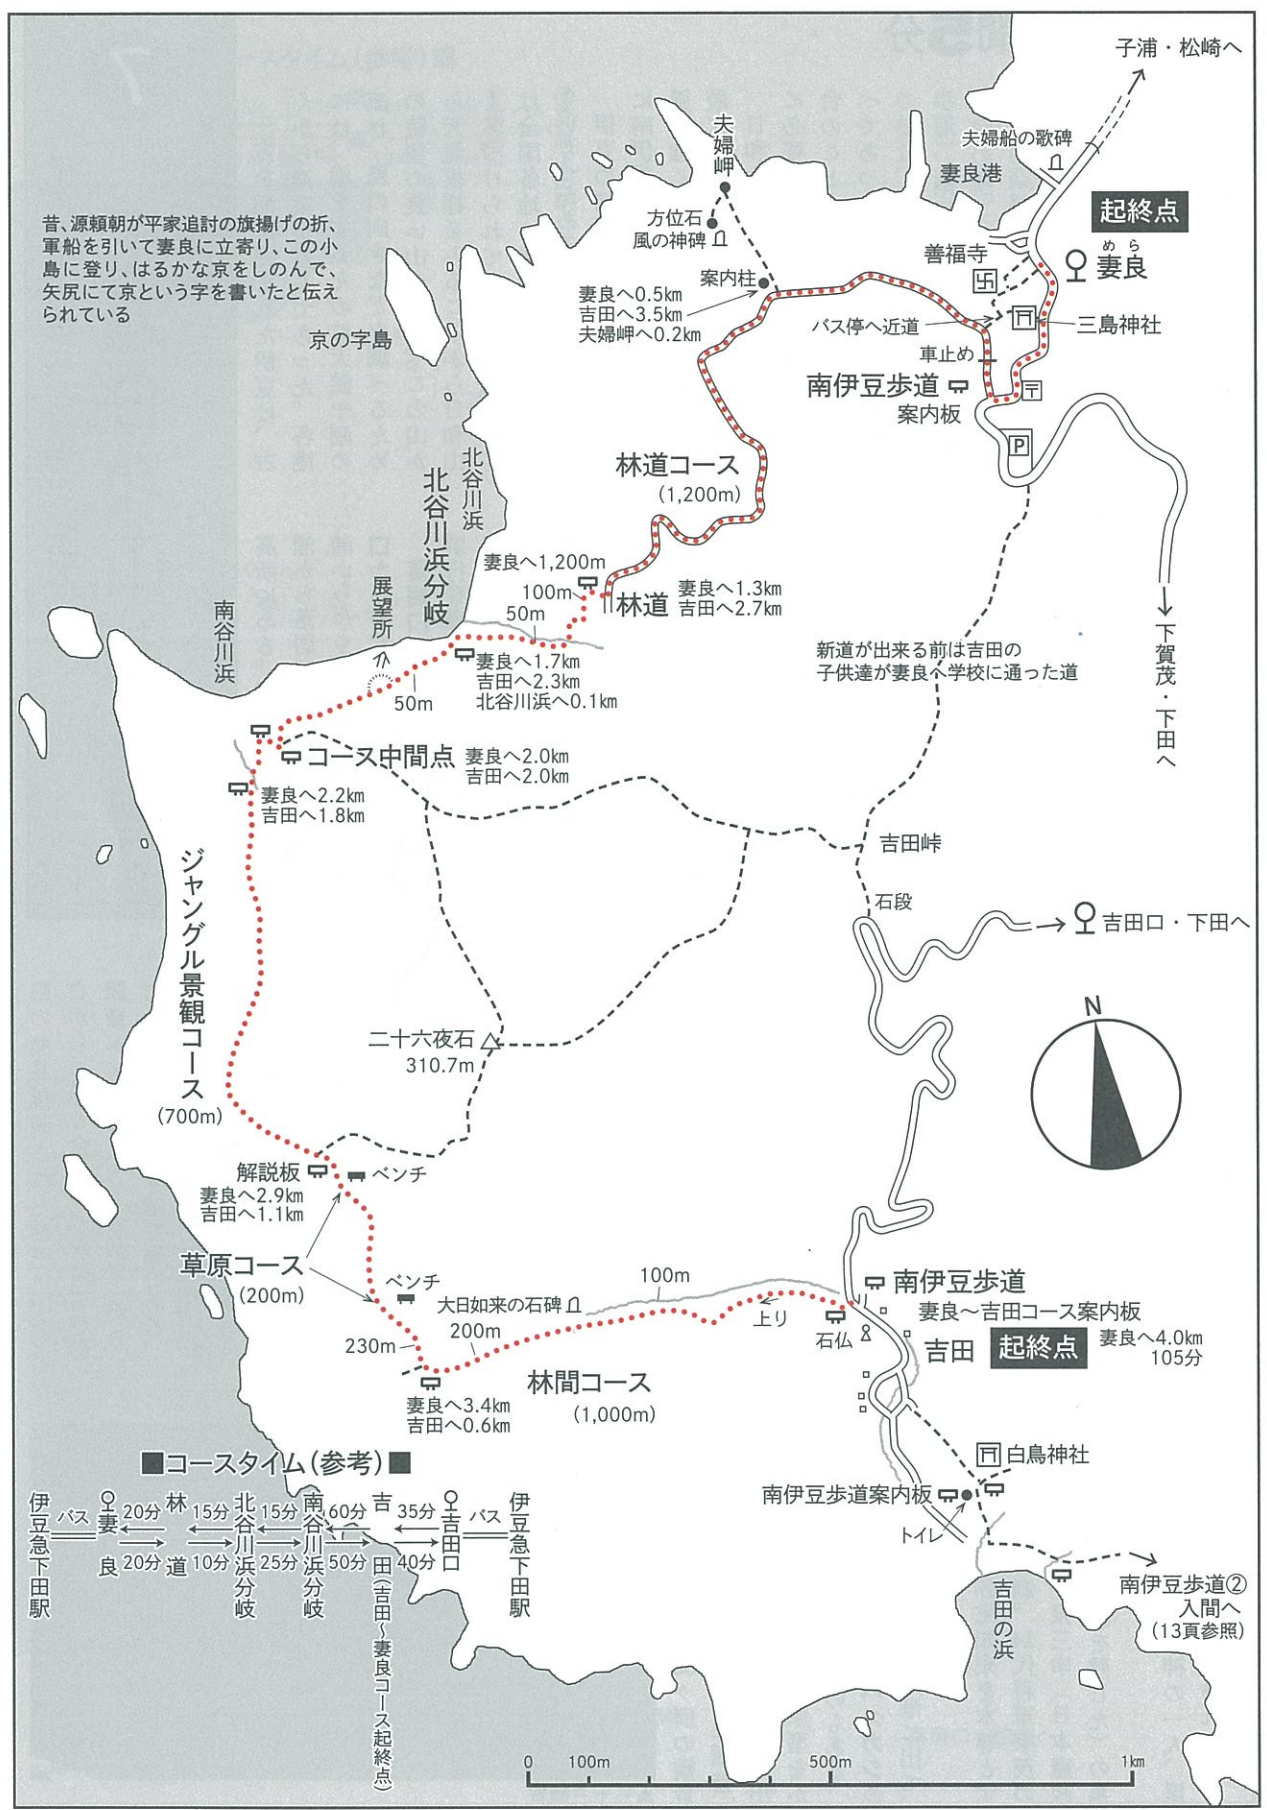 子浦・松崎へ
夫婦船の歌碑
妻良港
起終点
めら
妻良
善福寺
卍
三島神社
バス停へ近道
車止め
南伊豆歩道
案内板
〒
P
夫婦岬
方位石
風の神碑
案内柱
妻良へ0.5km
吉田へ3.5km
夫婦岬へ0.2km
昔、源頼朝が平家追討の旗揚げの折、
軍船を引いて妻良に立寄り、この小
島に登り、はるかな京をしのんで、
矢尻にて京という字を書いたと伝え
られている
京の字島
林道コース
(1,200m)
北谷川浜
北谷川浜分岐
展望所
南谷川浜
妻良へ1,200m
100m
50m
林道
妻良へ1.3km
吉田へ2.7km
妻良へ1.7km
吉田へ2.3km
北谷川浜へ0.1km
50m
新道が出来る前は吉田の
子供達が妻良へ学校に通った道
下賀茂・下田へ
コース中間点
妻良へ2.0km
吉田へ2.0km
妻良へ2.2km
吉田へ1.8km
吉田峠
石段
吉田口・下田へ
ジャングル景観コース
(700m)
二十六夜石
310.7m
N
解説板
ベンチ
妻良へ2.9km
吉田へ1.1km
草原コース
(200m)
ベンチ
大日如来の石碑
230m
200m
100m
上り
石仏
南伊豆歩道
妻良〜吉田コース案内板
吉田
起終点
妻良へ4.0km
105分
林間コース
(1,000m)
妻良へ3.4km
吉田へ0.6km
白鳥神社
南伊豆歩道案内板
トイレ
吉田の浜
南伊豆歩道②
入間へ
(13頁参照)
■コースタイム(参考)■
伊豆急下田駅
バス
妻良
20分
20分
林道
15分
10分
北谷川浜分岐
15分
25分
南谷川浜分岐
60分
50分
吉田(吉田〜妻良コース起終点)
35分
40分
吉田口
バス
伊豆急下田駅
0 100m 500m 1km